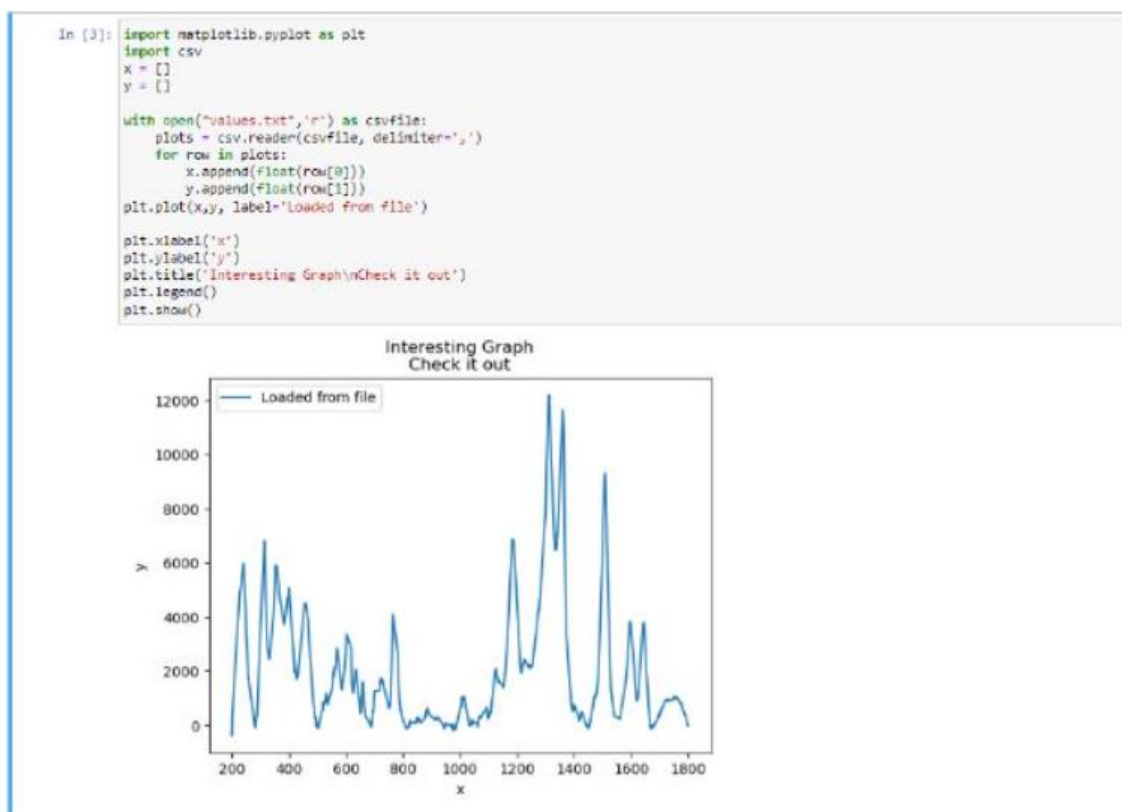 In [3]: import matplotlib.pyplot as plt
import csv
x = []
y = []
with open("values.txt",'r') as csvfile:
plots = csv.reader(csvfile, delimiter=',')
for row in plots:
x.append(float(row[0]))
y.append(float(row[1]))
plt.plot(x,y, label='Loaded from file')
plt.xlabel('x')
plt.ylabel('y')
plt.title('Interesting Graph\nCheck it out')
plt.legend()
plt.show()
Interesting Graph
Check it out
Loaded from file
12000
10000
8000
6000
y
4000
2000
0
200 400 600 800 1000 1200 1400 1600 1800
x